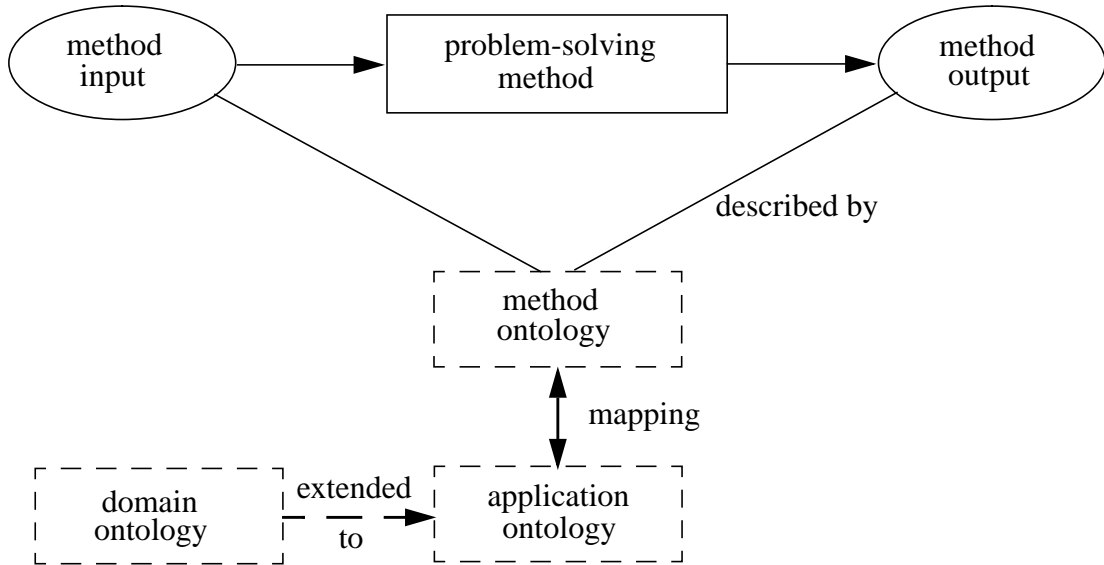 method
input
problem-solving
method
method
output
described by
method
ontology
mapping
domain
ontology
extended
to
application
ontology